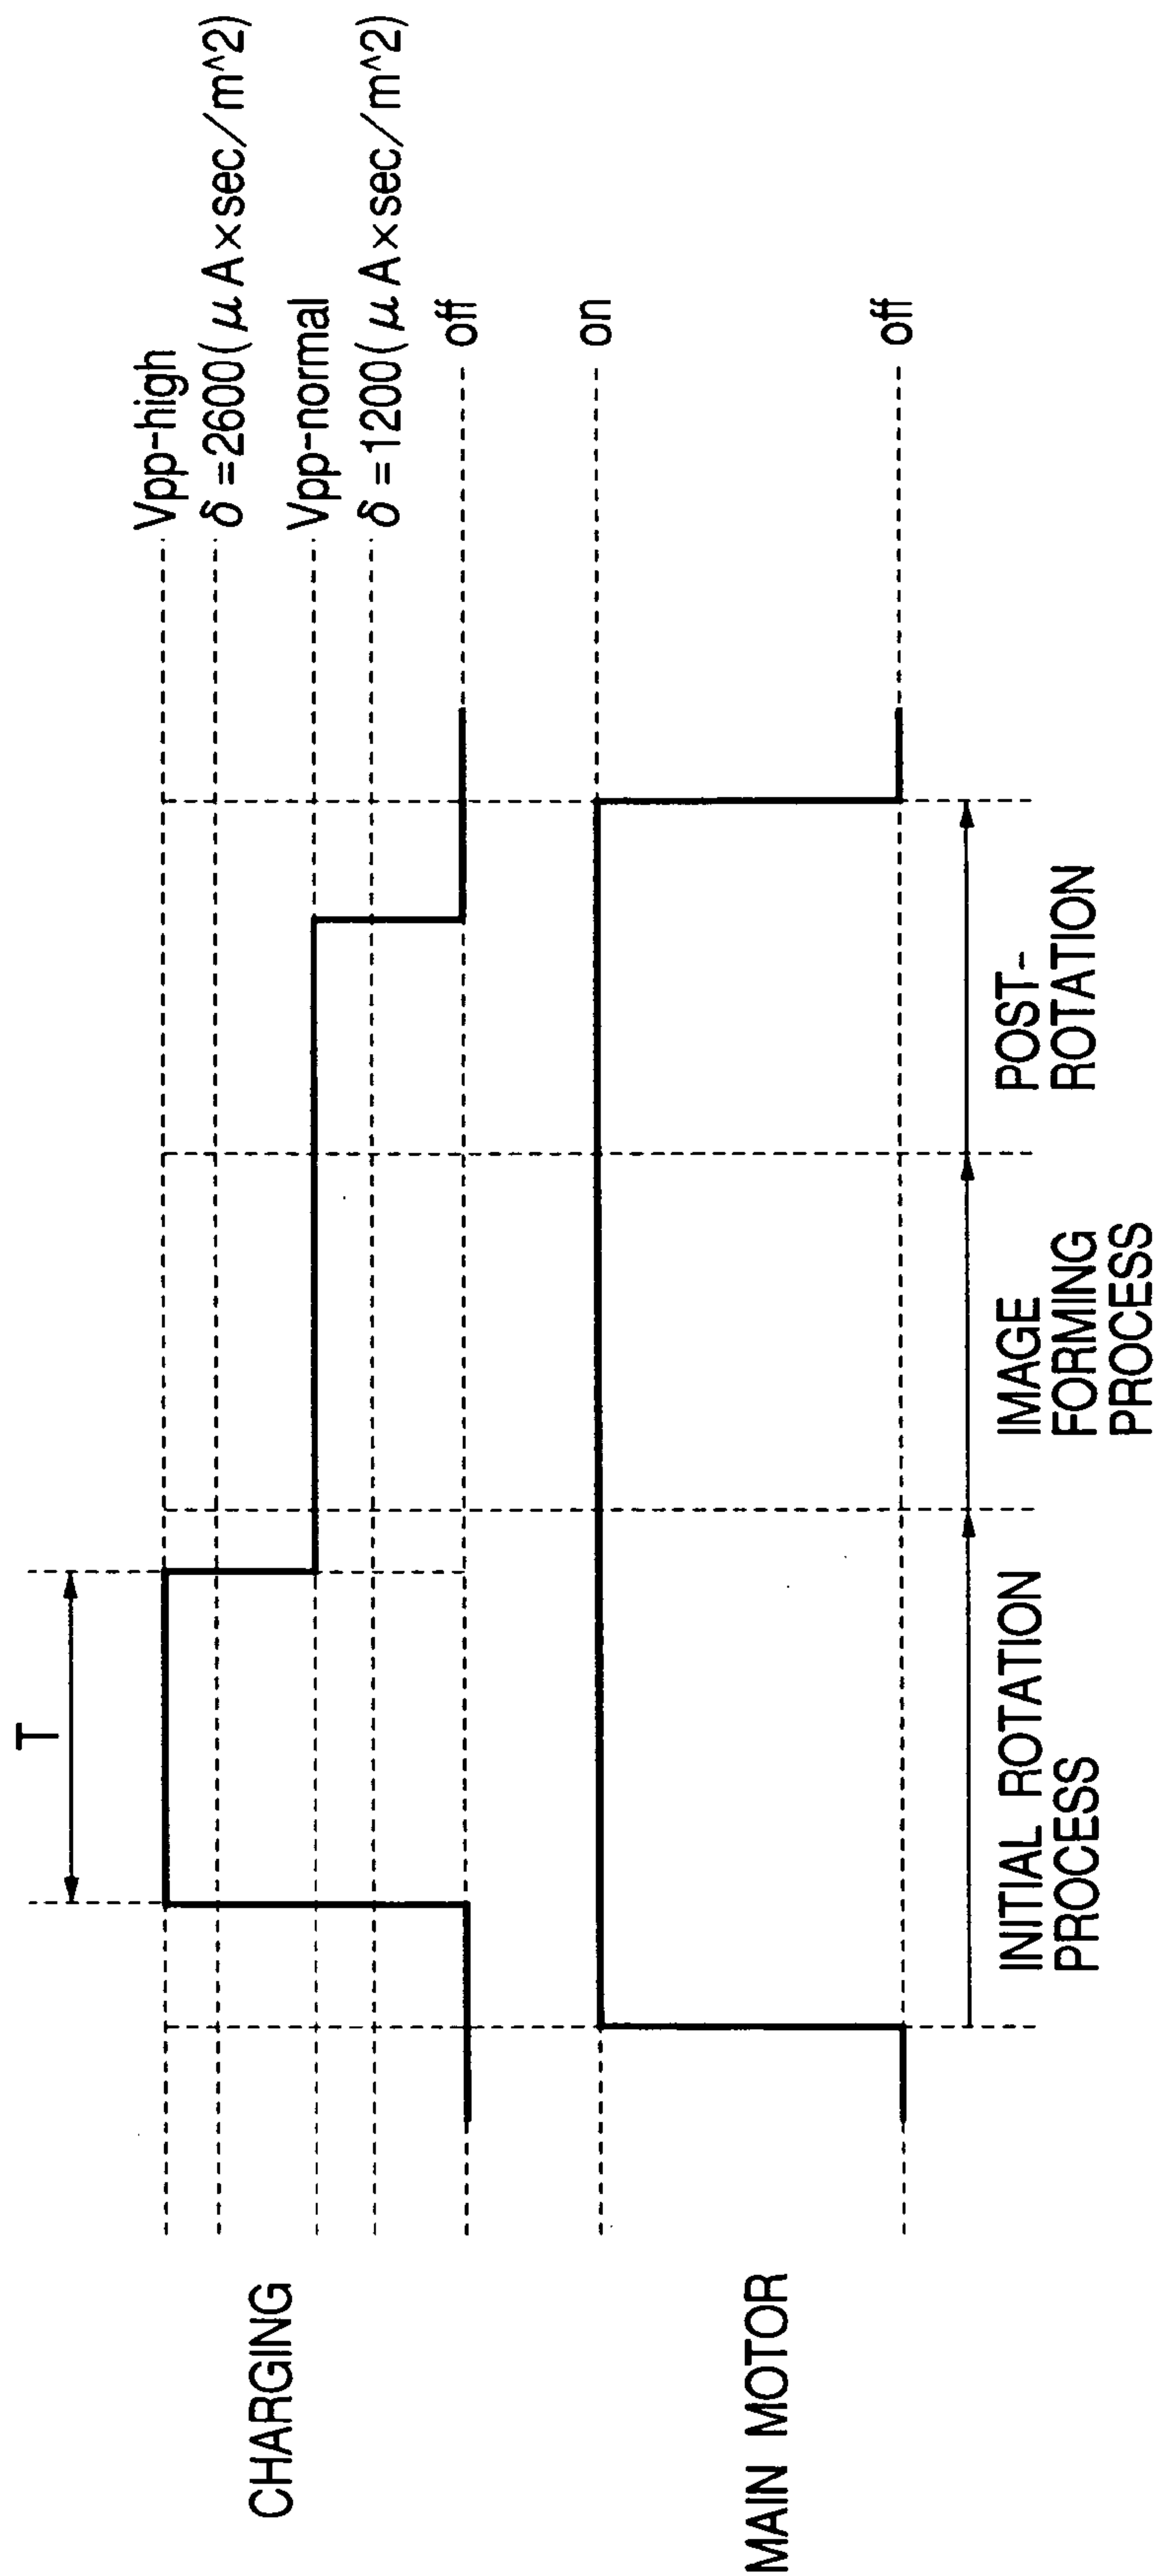 T
Vpp-high
δ=2600(μA×sec/m^2)
Vpp-normal
δ=1200(μA×sec/m^2)
off
CHARGING
on
off
MAIN MOTOR
INITIAL ROTATION
PROCESS
IMAGE
FORMING
PROCESS
POST-
ROTATION